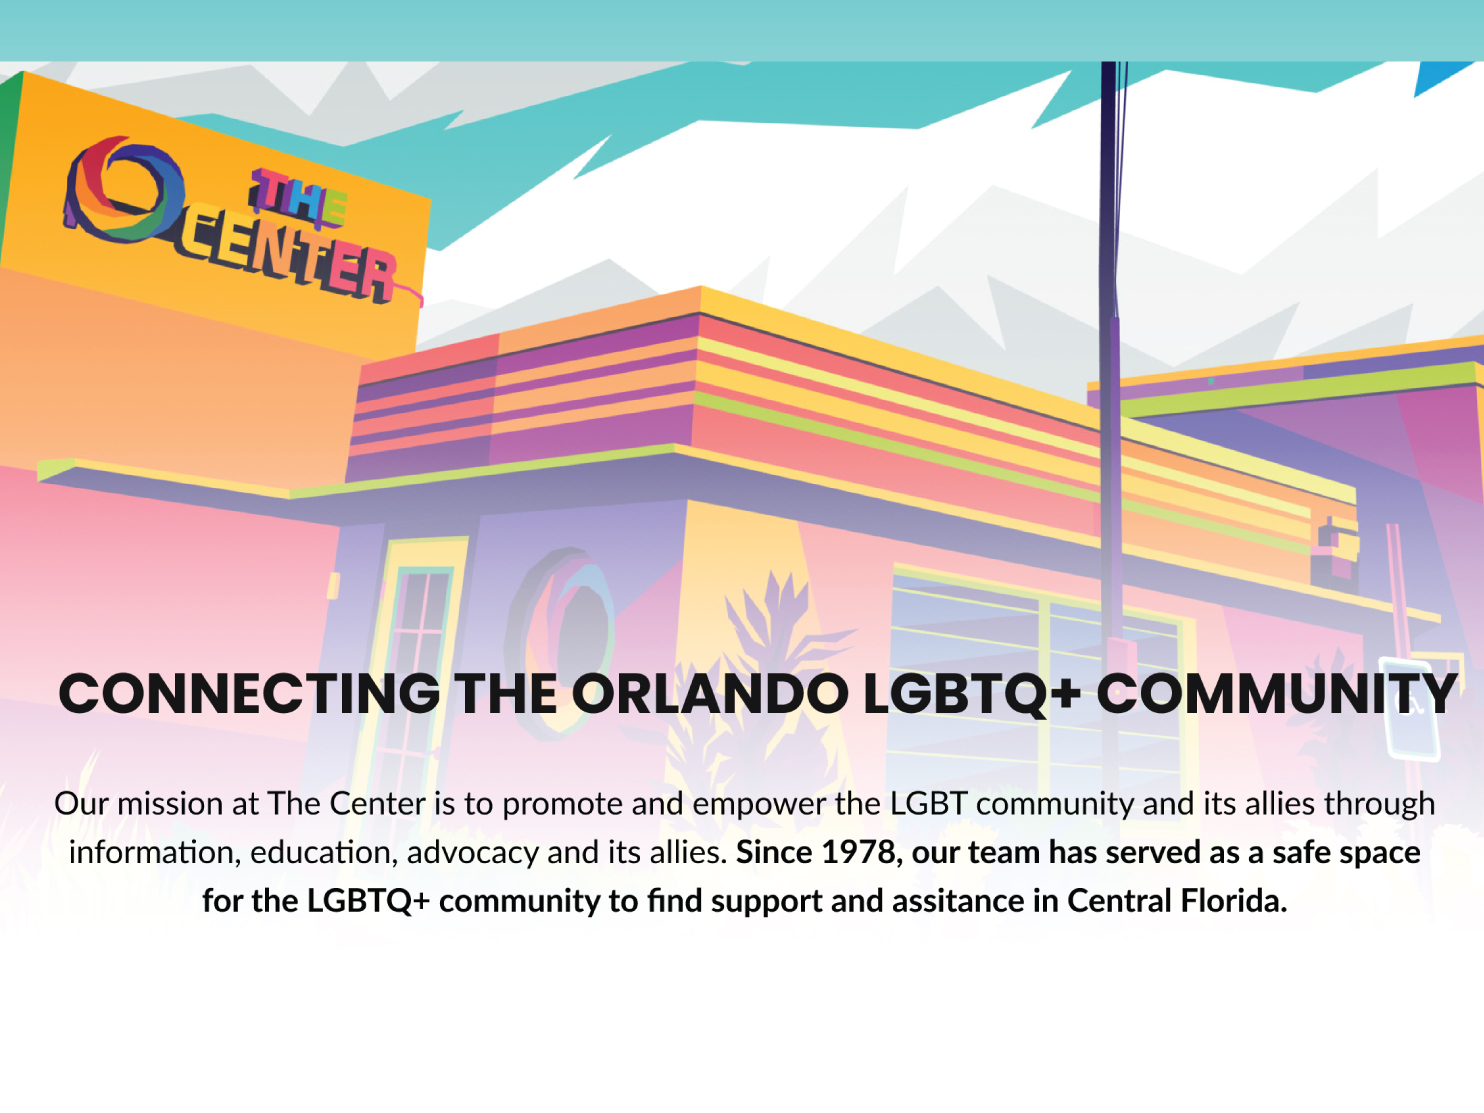 THE
CENTER
CONNECTING THE ORLANDO LGBTQ+ COMMUNITY
Our mission at The Center is to promote and empower the LGBT community and its allies through
information, education, advocacy and its allies. Since 1978, our team has served as a safe space
for the LGBTQ+ community to find support and assitance in Central Florida.